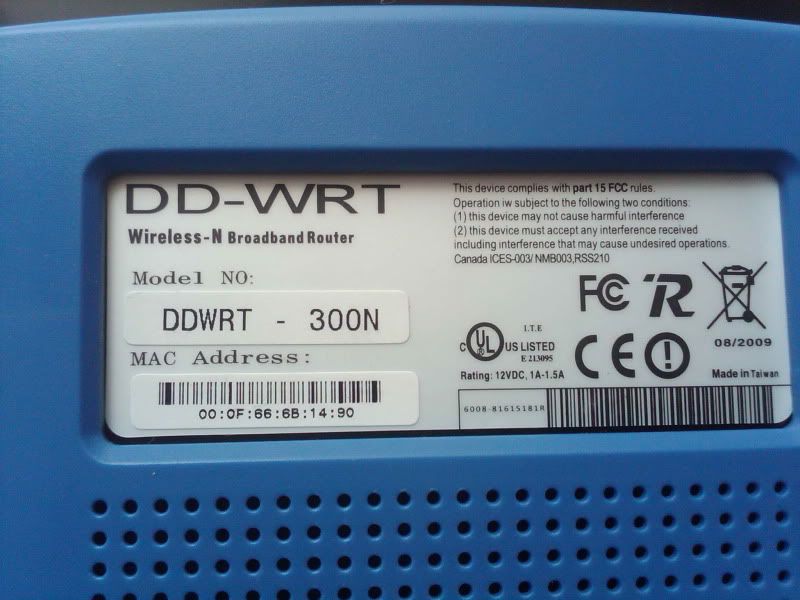 DD-WRT
Wireless-N Broadband Router
Model NO:
DDWRT - 300N
MAC Address:
00:0F:66:6B:14:90
This device complies with part 15 FCC rules.
Operation iw subject to the following two conditions:
(1) this device may not cause harmful interference
(2) this device must accept any interference received
including interference that may cause undesired operations.
Canada ICES-003/ NMB003,RSS210
FC R
08/2009
I.T.E
C UL US LISTED
E 213095
CE
Rating: 12VDC, 1A-1.5A
Made in Taiwan
6008-81615181R